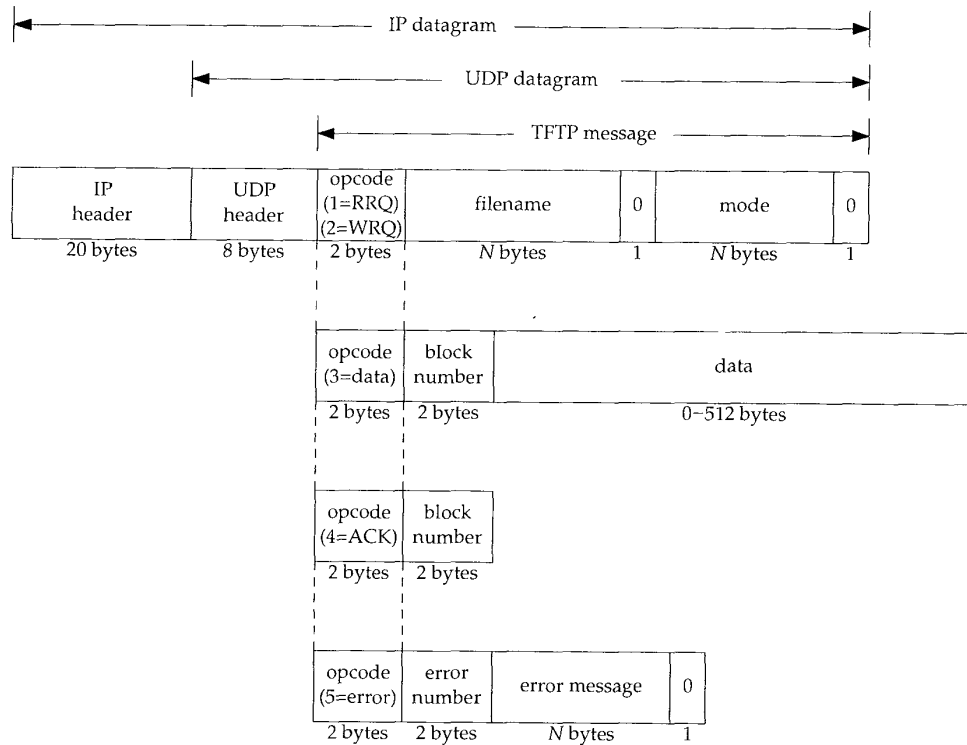 IP datagram
UDP datagram
TFTP message
IP
header
UDP
header
opcode
(1=RRQ)
(2=WRQ)
filename
0
mode
0
20 bytes
8 bytes
2 bytes
N bytes
1
N bytes
1
opcode
(3=data)
block
number
data
2 bytes
2 bytes
0~512 bytes
opcode
(4=ACK)
block
number
2 bytes
2 bytes
opcode
(5=error)
error
number
error message
0
2 bytes
2 bytes
N bytes
1